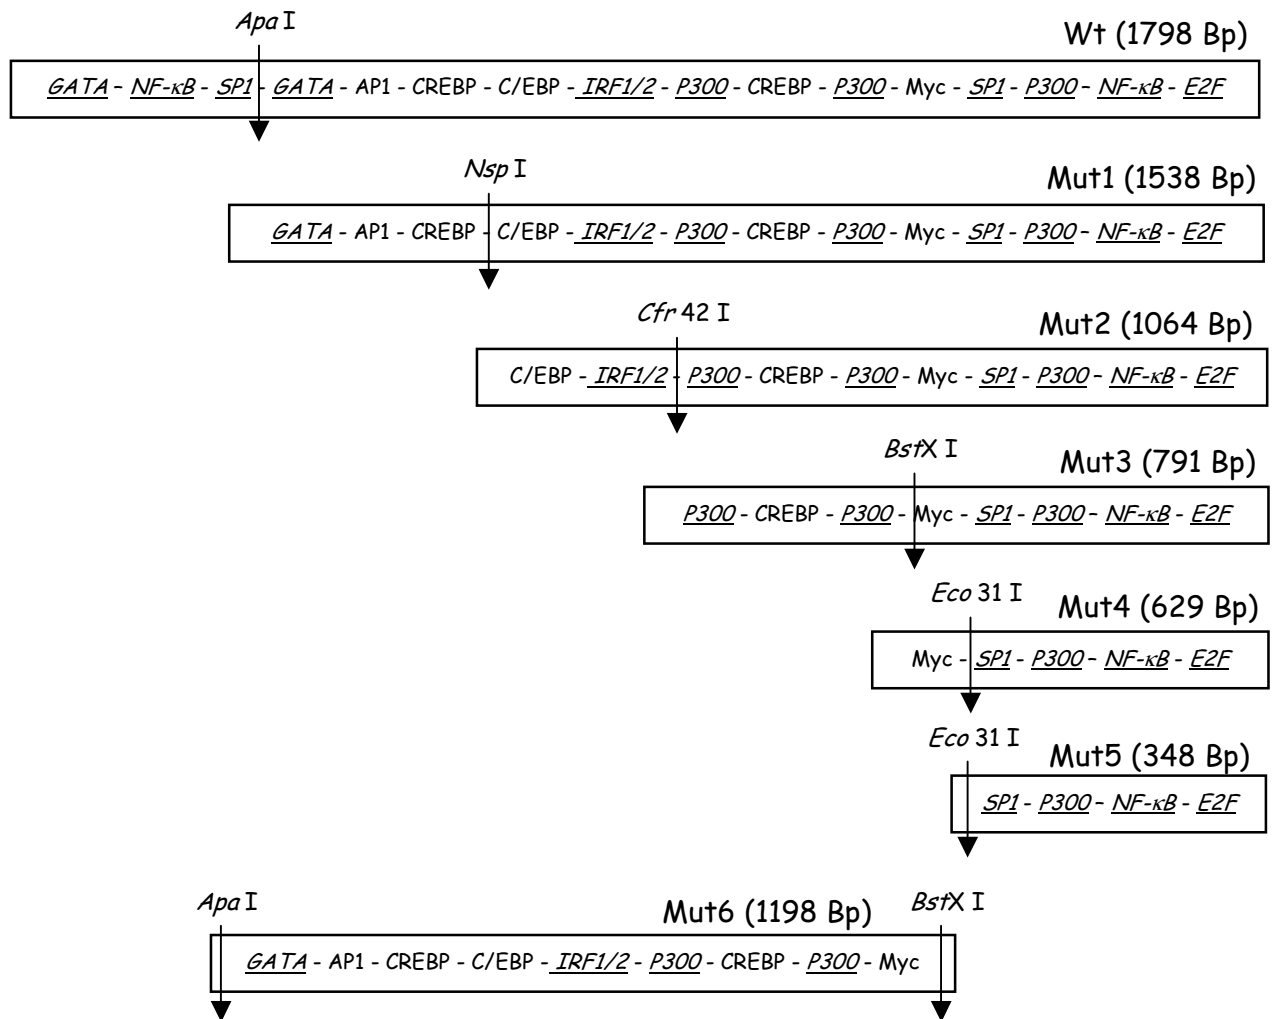 Apa I
Wt (1798 Bp)
GATA - NF-κB - SP1 - GATA - AP1 - CREBP - C/EBP - IRF1/2 - P300 - CREBP - P300 - Myc - SP1 - P300 - NF-κB - E2F
Nsp I
Mut1 (1538 Bp)
GATA - AP1 - CREBP - C/EBP - IRF1/2 - P300 - CREBP - P300 - Myc - SP1 - P300 - NF-κB - E2F
Cfr 42 I
Mut2 (1064 Bp)
C/EBP - IRF1/2 - P300 - CREBP - P300 - Myc - SP1 - P300 - NF-κB - E2F
BstX I
Mut3 (791 Bp)
P300 - CREBP - P300 - Myc - SP1 - P300 - NF-κB - E2F
Eco 31 I
Mut4 (629 Bp)
Myc - SP1 - P300 - NF-κB - E2F
Eco 31 I
Mut5 (348 Bp)
SP1 - P300 - NF-κB - E2F
Apa I
Mut6 (1198 Bp)
BstX I
GATA - AP1 - CREBP - C/EBP - IRF1/2 - P300 - CREBP - P300 - Myc